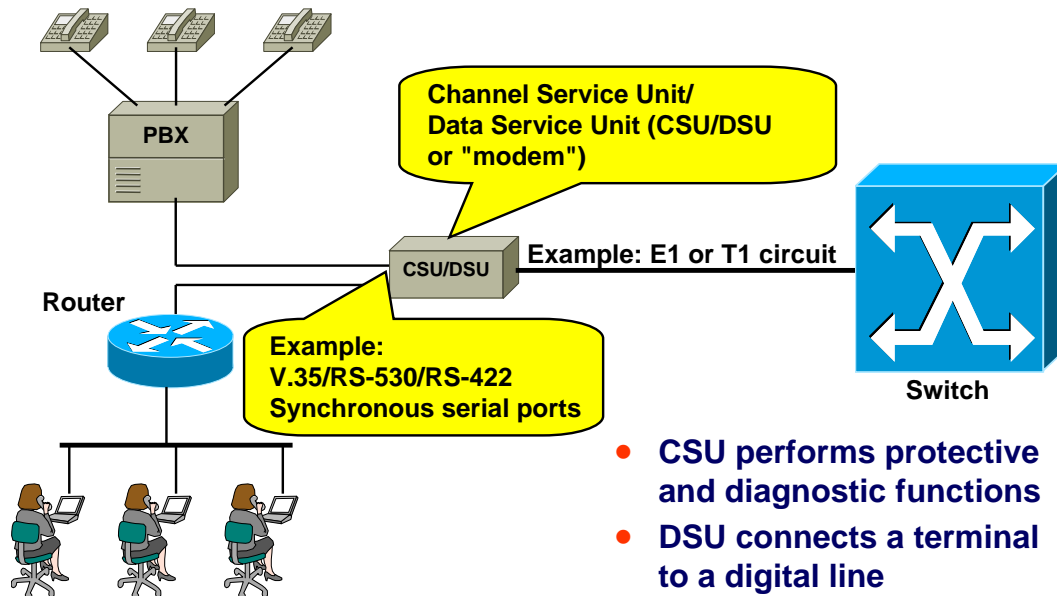 PBX
Channel Service Unit/
Data Service Unit (CSU/DSU
or "modem")
CSU/DSU
Example: E1 or T1 circuit
Router
Example:
V.35/RS-530/RS-422
Synchronous serial ports
Switch
• CSU performs protective
and diagnostic functions
• DSU connects a terminal
to a digital line